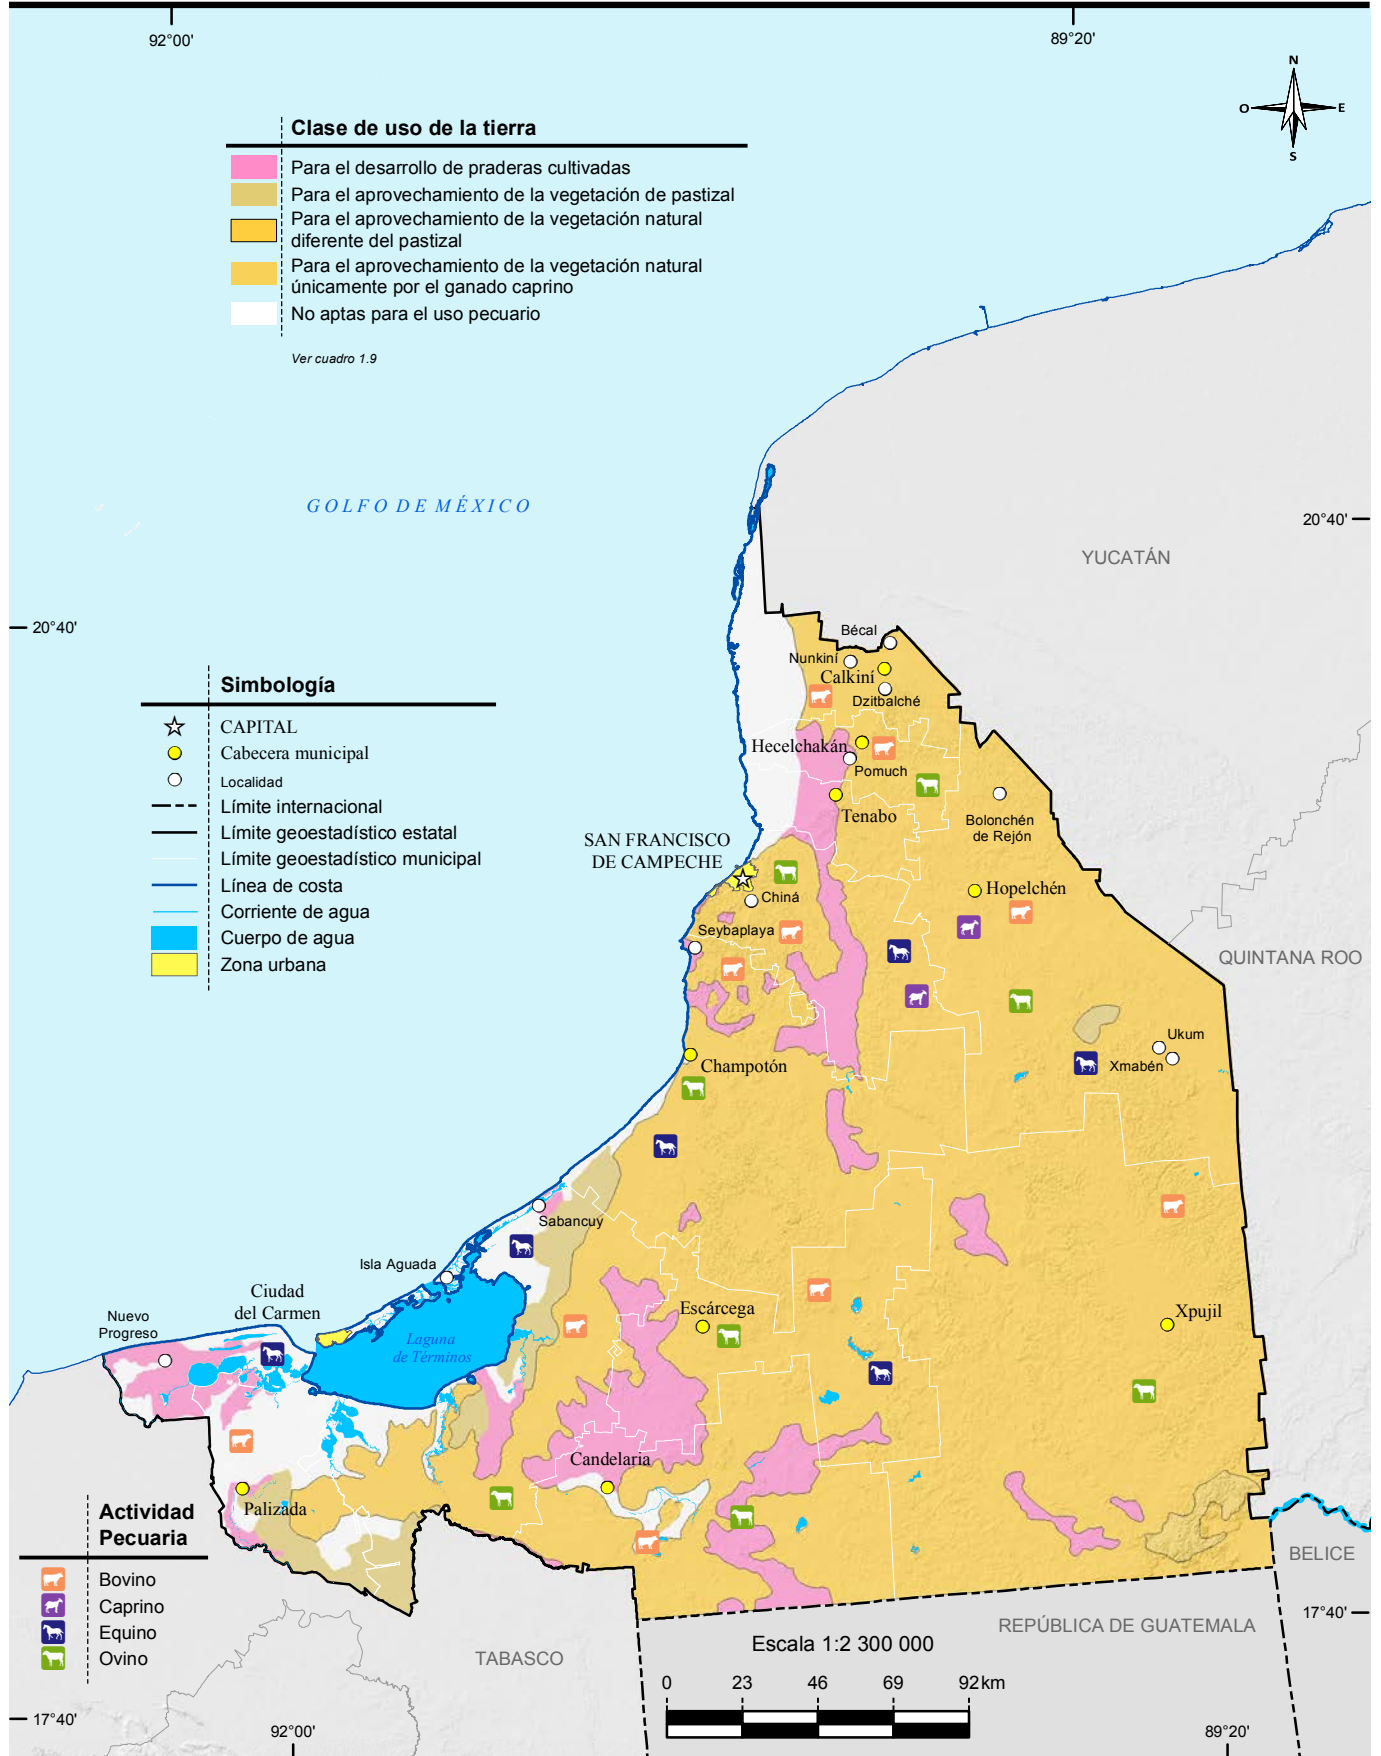 92°00'
89°20'
N
O
E
S
Clase de uso de la tierra
Para el desarrollo de praderas cultivadas
Para el aprovechamiento de la vegetación de pastizal
Para el aprovechamiento de la vegetación natural
diferente del pastizal
Para el aprovechamiento de la vegetación natural
únicamente por el ganado caprino
No aptas para el uso pecuario
Ver cuadro 1.9
GOLFO DE MÉXICO
20°40'
YUCATÁN
20°40'
Bécal
Nunkiní
Calkiní
Dzitbalché
Simbología
CAPITAL
Cabecera municipal
Localidad
Límite internacional
Límite geoestadístico estatal
Límite geoestadístico municipal
Línea de costa
Corriente de agua
Cuerpo de agua
Zona urbana
Hecelchakán
Pomuch
Tenabo
Bolonchén
de Rejón
SAN FRANCISCO
DE CAMPECHE
Chiná
Hopelchén
Seybaplaya
QUINTANA ROO
Ukum
Xmabén
Champotón
Sabancuy
Isla Aguada
Ciudad
del Carmen
Nuevo
Progreso
Laguna
de Términos
Escárcega
Xpujil
Candelaria
Palizada
Actividad
Pecuaria
Bovino
Caprino
Equino
Ovino
BELICE
REPÚBLICA DE GUATEMALA
17°40'
TABASCO
Escala 1:2 300 000
0
23
46
69
92 km
17°40'
92°00'
89°20'